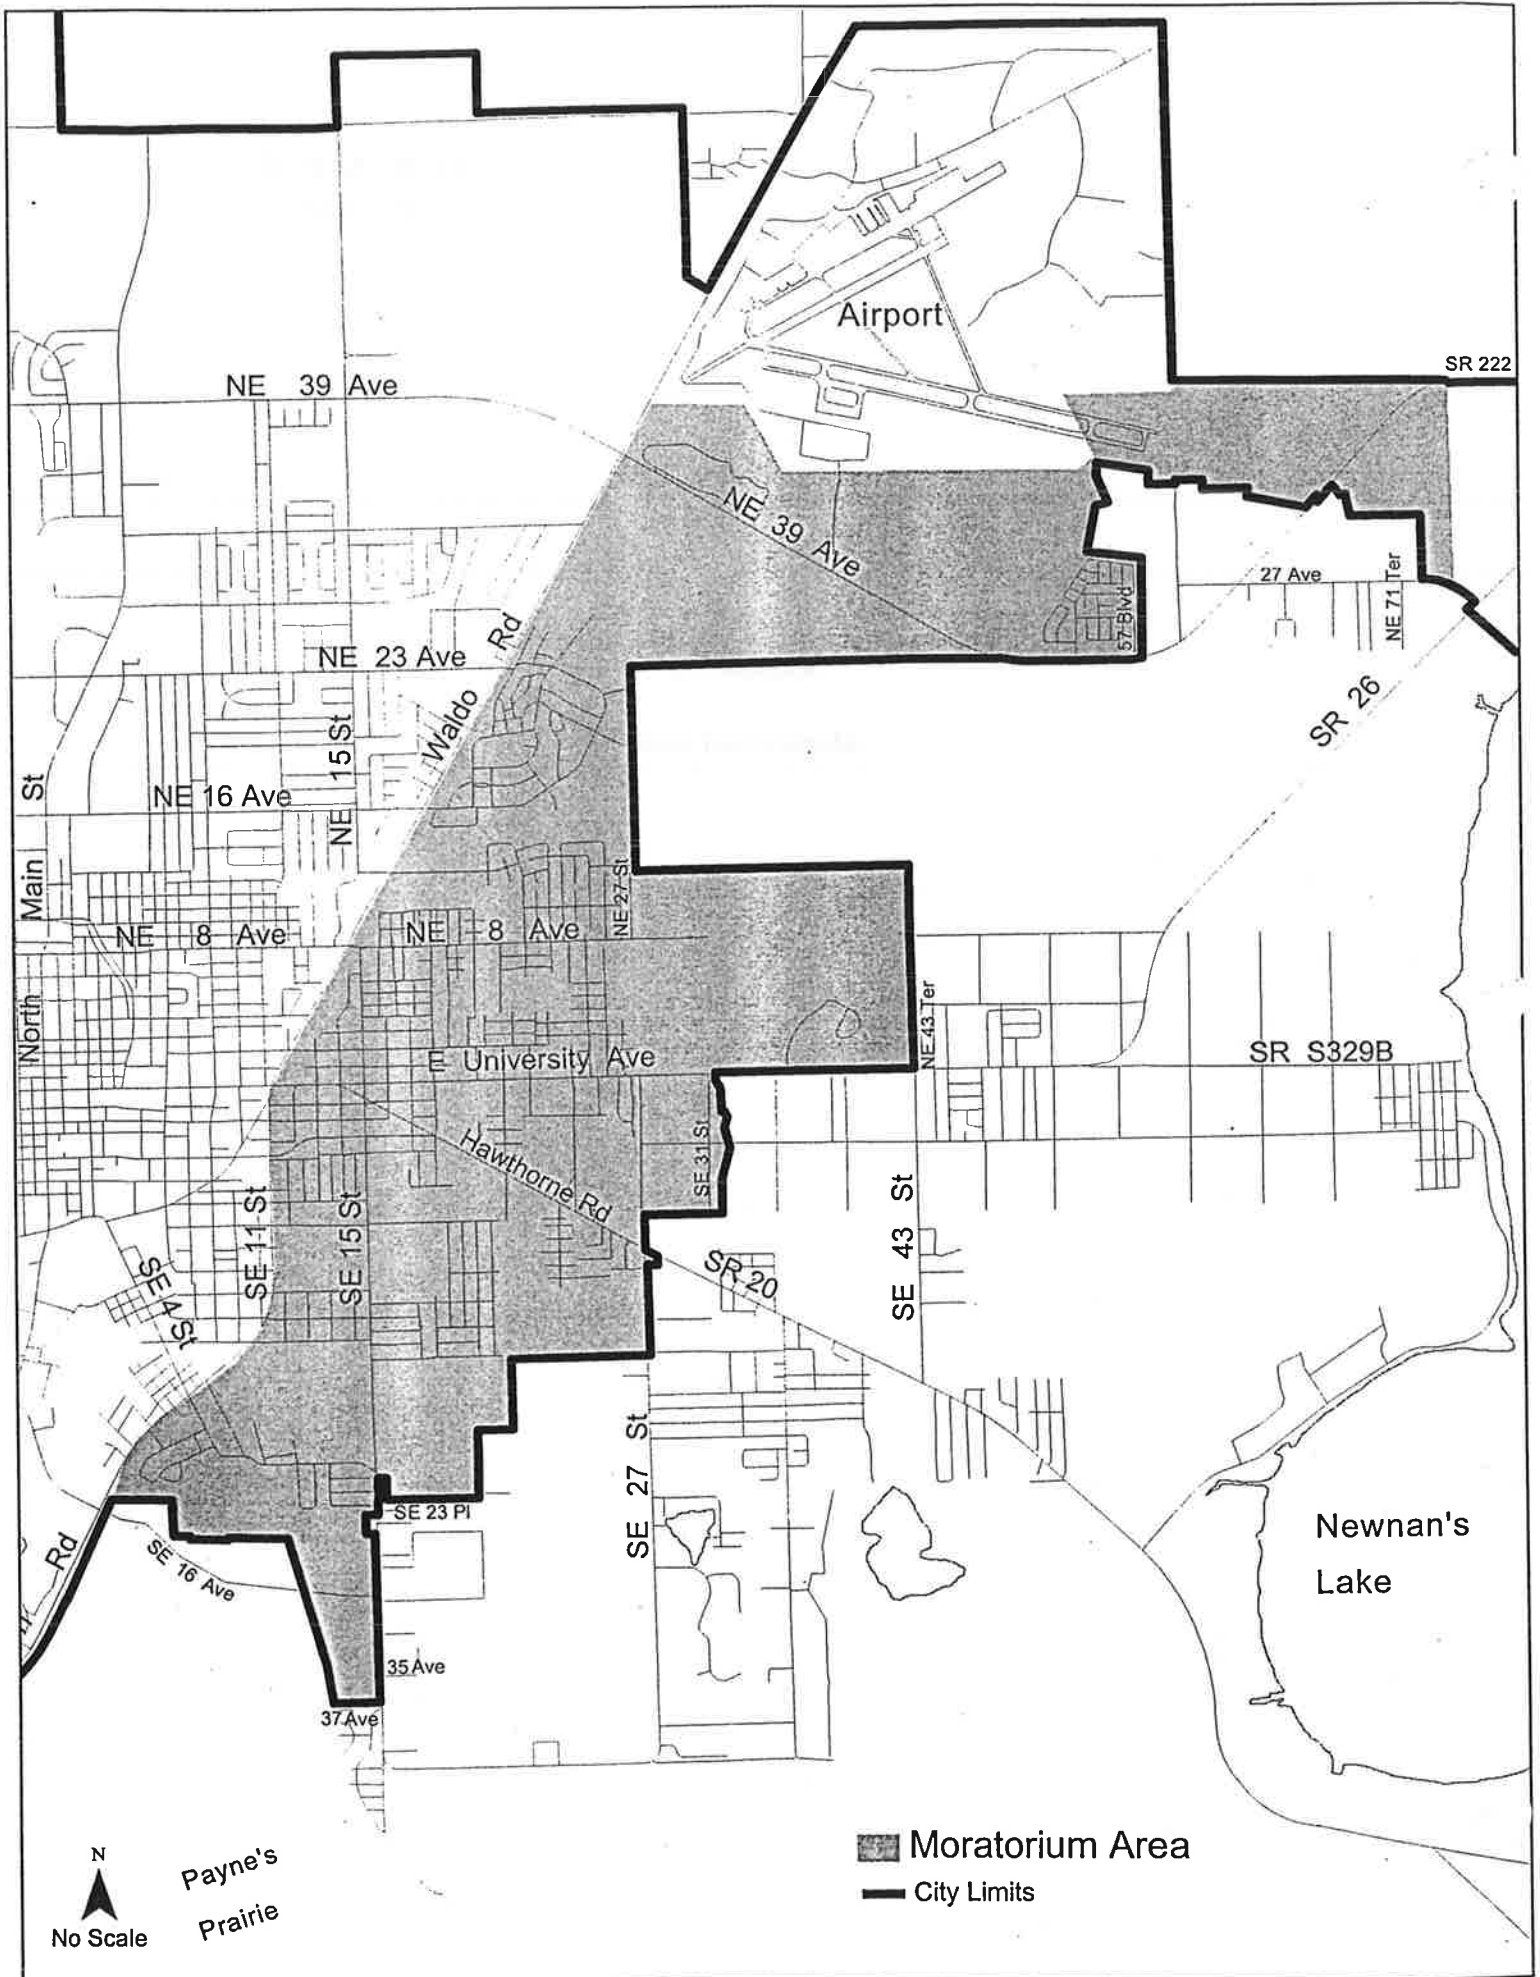 Airport
SR 222
NE 39 Ave
NE 39 Ave
27 Ave
NE 71 Ter
57 Blvd
Rd
NE 23 Ave
SR 26
Waldo
NE 15 St
St
NE 16 Ave
Main
NE 27 St
NE 8 Ave
NE 8 Ave
North
NE 43 Ter
E University Ave
SR S329B
Hawthorne Rd
SE 31 St
SE 11 St
SE 15 St
SE 43 St
SE 4 St
SR 20
SE 27 St
SE 23 Pl
Rd
SE 16 Ave
Newnan's
Lake
35 Ave
37 Ave
Moratorium Area
City Limits
N
No Scale
Payne's
Prairie